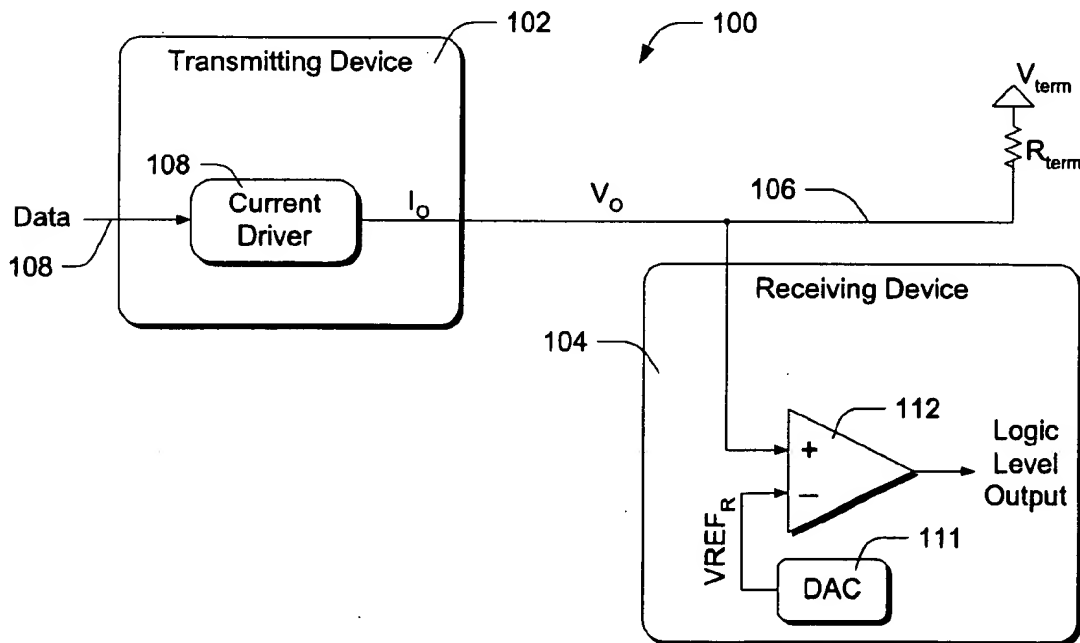 102
100
Transmitting Device
V_term
R_term
108
Current
Driver
Data
108
I_O
V_O
106
Receiving Device
104
112
+
−
Logic
Level
Output
VREF_R
111
DAC